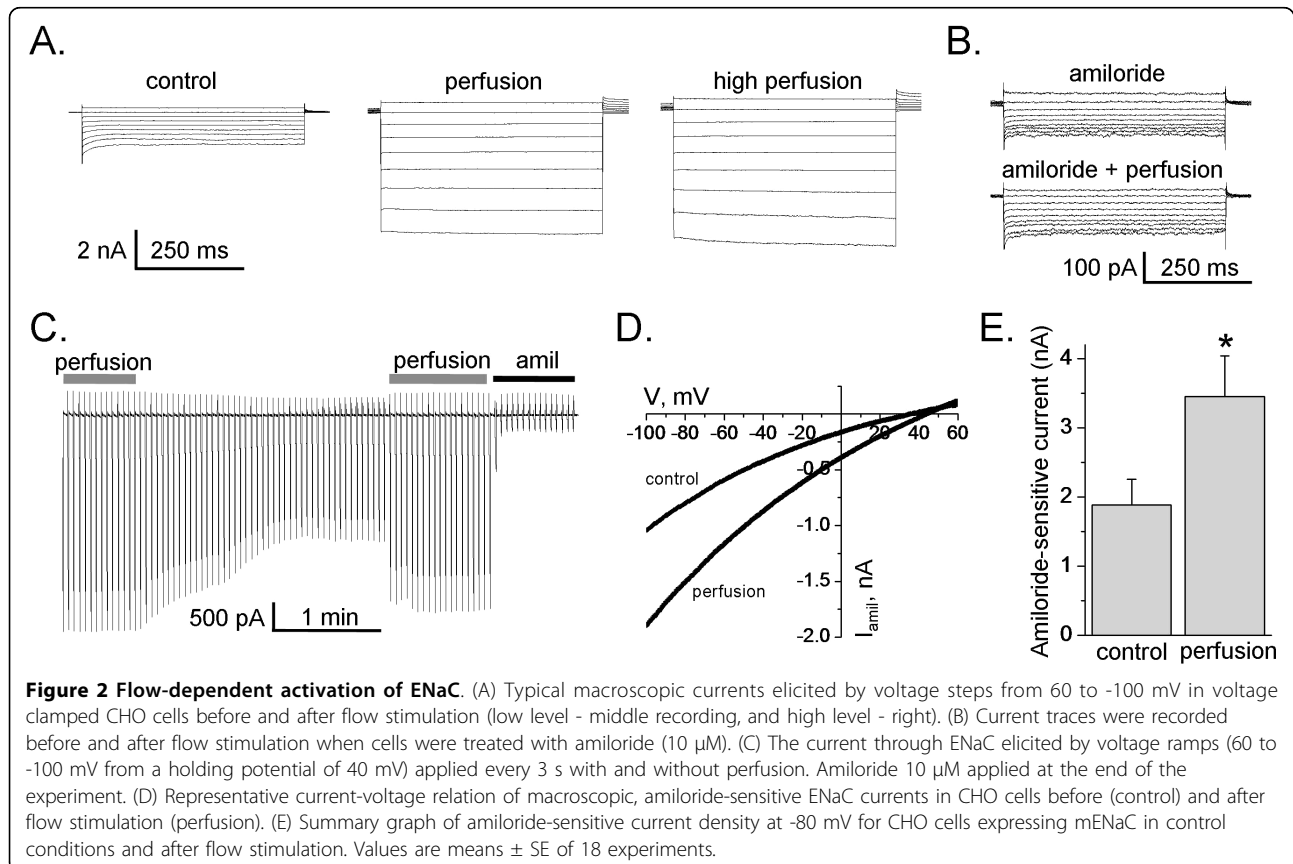 A.
control
perfusion
high perfusion
2 nA
250 ms
B.
amiloride
amiloride + perfusion
100 pA
250 ms
C.
perfusion
perfusion
amil
500 pA
1 min
D.
V, mV
-100 -80 -60 -40 -20 20 40 60
control
perfusion
-0.5
-1.0
-1.5
-2.0
Iamil, nA
E.
Amiloride-sensitive current (nA)
4
3
2
1
0
*
control perfusion
Figure 2 Flow-dependent activation of ENaC. (A) Typical macroscopic currents elicited by voltage steps from 60 to -100 mV in voltage
clamped CHO cells before and after flow stimulation (low level - middle recording, and high level - right). (B) Current traces were recorded
before and after flow stimulation when cells were treated with amiloride (10 μM). (C) The current through ENaC elicited by voltage ramps (60 to
-100 mV from a holding potential of 40 mV) applied every 3 s with and without perfusion. Amiloride 10 μM applied at the end of the
experiment. (D) Representative current-voltage relation of macroscopic, amiloride-sensitive ENaC currents in CHO cells before (control) and after
flow stimulation (perfusion). (E) Summary graph of amiloride-sensitive current density at -80 mV for CHO cells expressing mENaC in control
conditions and after flow stimulation. Values are means ± SE of 18 experiments.